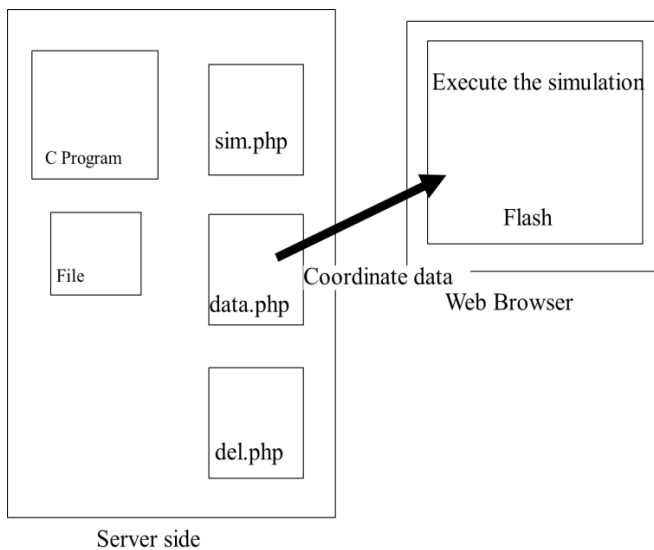 C Program
sim.php
File
data.php
del.php
Server side
Coordinate data
Execute the simulation
Flash
Web Browser